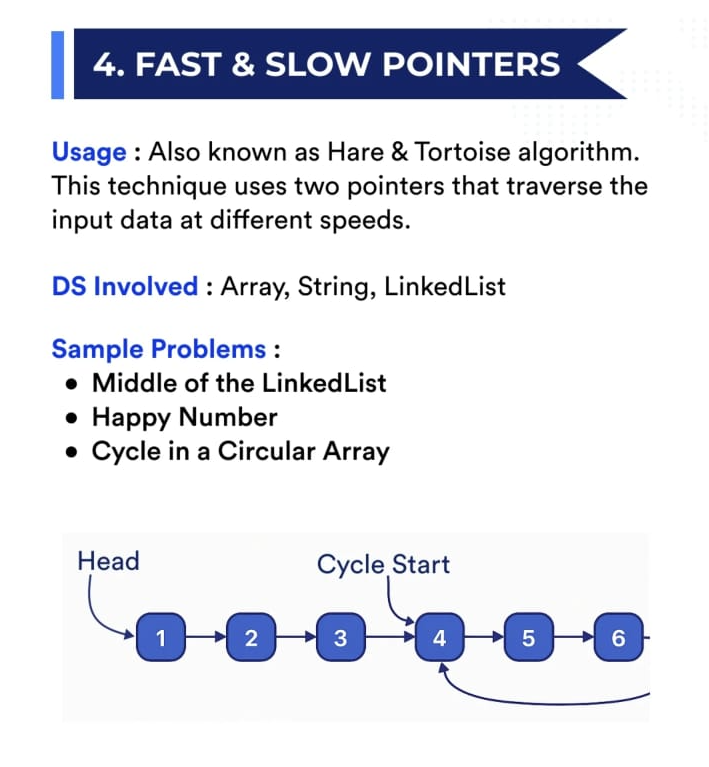 4. FAST & SLOW POINTERS
Usage : Also known as Hare & Tortoise algorithm.
This technique uses two pointers that traverse the
input data at different speeds.
DS Involved : Array, String, LinkedList
Sample Problems :
• Middle of the LinkedList
• Happy Number
• Cycle in a Circular Array
Head
Cycle Start
1 2 3 4 5 6